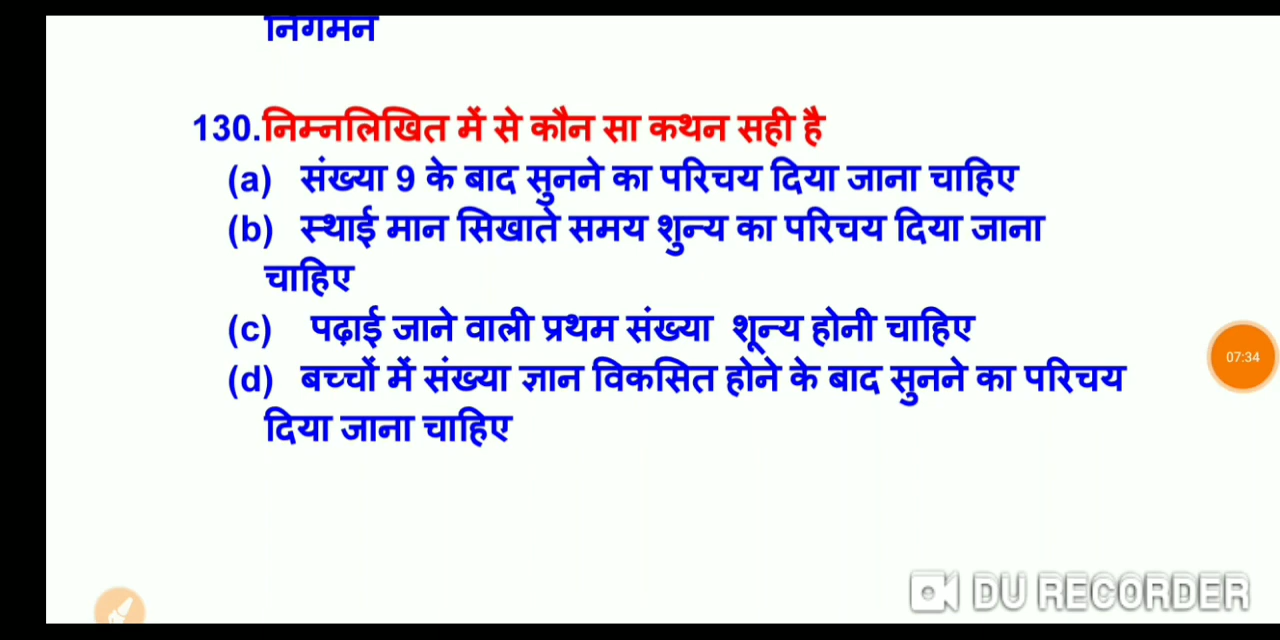 निगमन
130.निम्नलिखित में से कौन सा कथन सही है
(a) संख्या 9 के बाद सुनने का परिचय दिया जाना चाहिए
(b) स्थाई मान सिखाते समय शुन्य का परिचय दिया जाना
चाहिए
(c) पढ़ाई जाने वाली प्रथम संख्या शून्य होनी चाहिए
(d) बच्चों में संख्या ज्ञान विकसित होने के बाद सुनने का परिचय
दिया जाना चाहिए
07:34
DU RECORDER